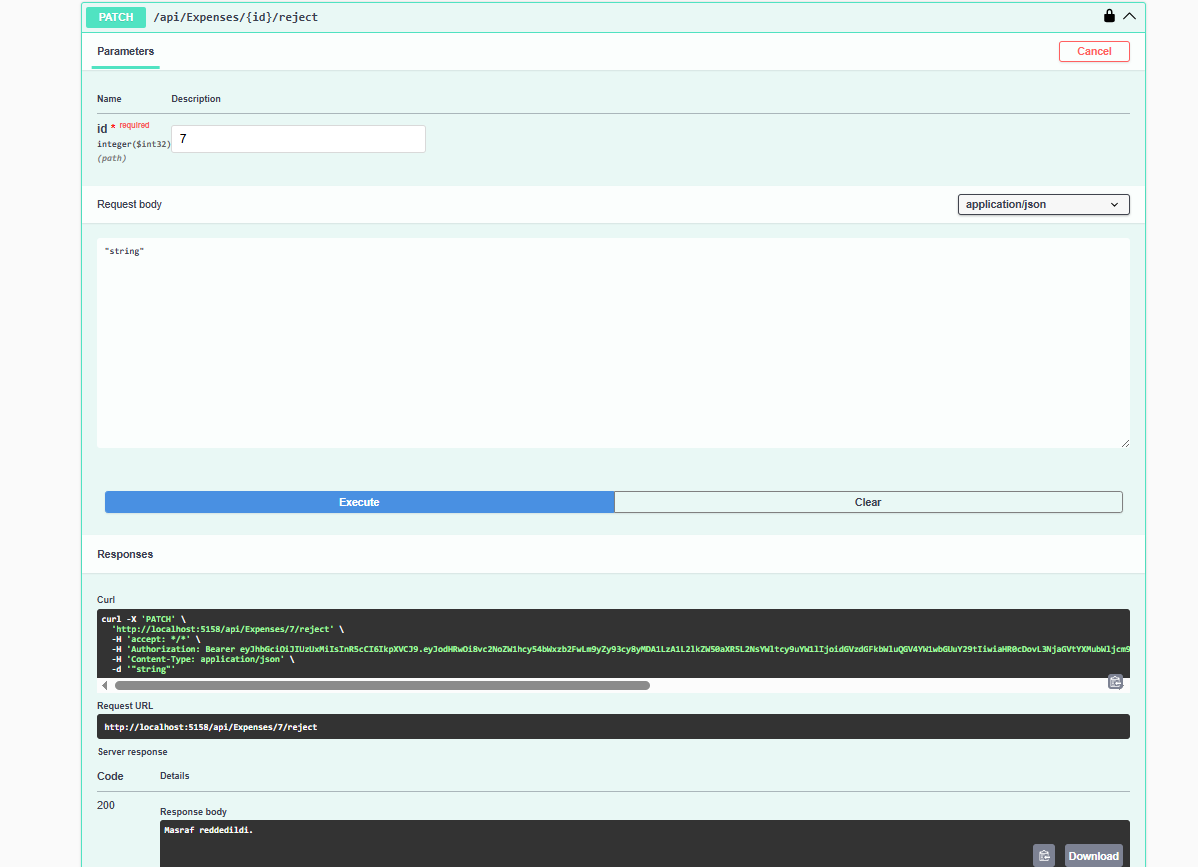 PATCH /api/Expenses/{id}/reject
Parameters Cancel
Name Description
id * required
integer($int32)
(path)
7
Request body application/json
"string"
Execute Clear
Responses
Curl
curl -X 'PATCH' \
'http://localhost:5158/api/Expenses/7/reject' \
-H 'accept: */*' \
-H 'Authorization: Bearer
-H 'Content-Type: application/json' \
-d '"string"'
Request URL
http://localhost:5158/api/Expenses/7/reject
Server response
Code Details
200
Response body
Masraf reddedildi.
Download